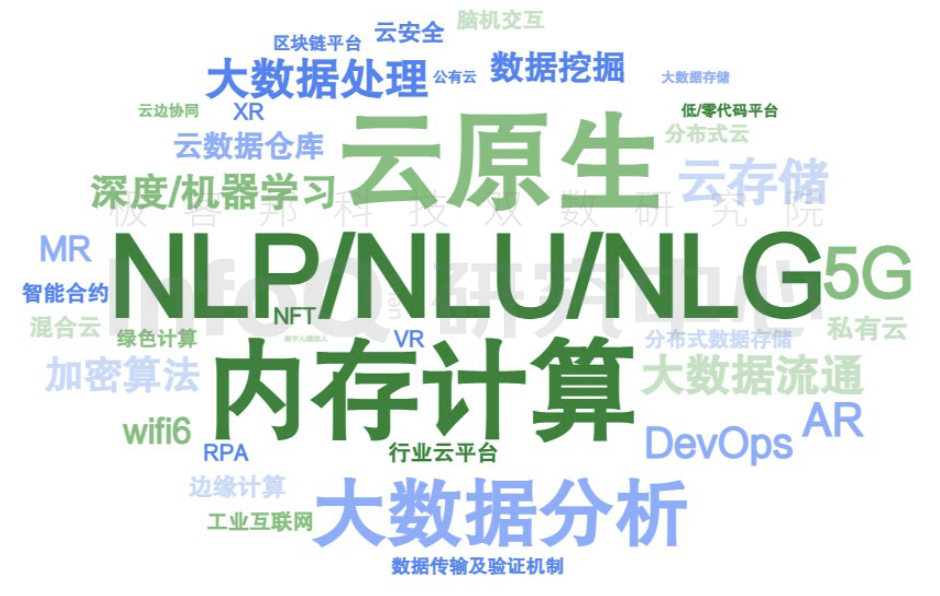 脑机交互
云安全
区块链平台
大数据处理
公有云
数据挖掘
大数据存储
云边协同
XR
低/零代码平台
云原生
分布式云
云数据仓库
云存储
深度/机器学习
极客邦科技双数研究院
MR
NLP/NLU/NLG
5G
智能合约
InfoQ 研究中心
NFT
混合云
绿色计算
数字人/虚拟人
VR
分布式数据存储
私有云
内存计算
加密算法
大数据流通
AR
wifi6
DevOps
RPA
行业云平台
边缘计算
大数据分析
工业互联网
数据传输及验证机制